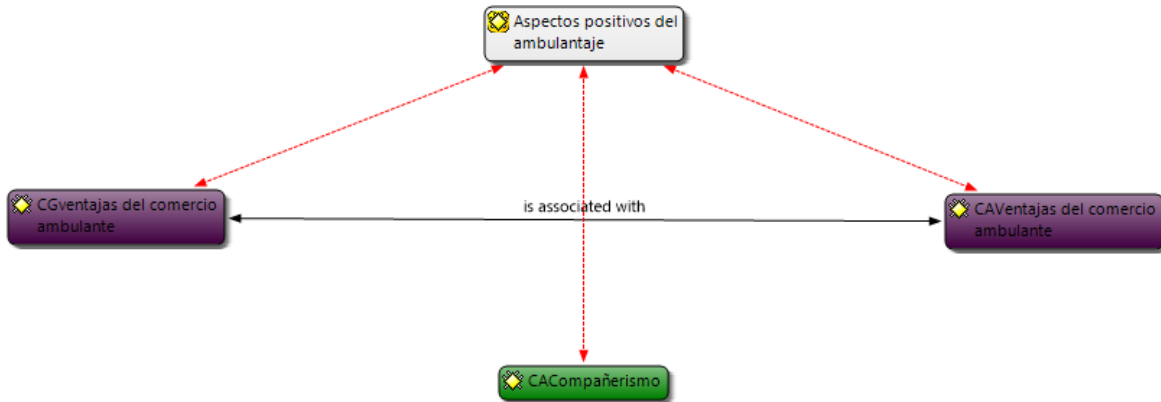 Aspectos positivos del
ambulantaje
CGventajas del comercio
ambulante
is associated with
CAVentajas del comercio
ambulante
CACompañerismo